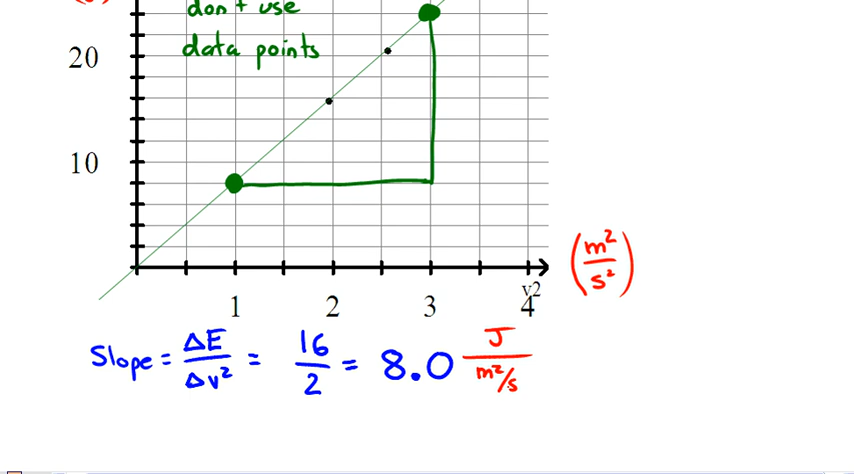 don't use
20
data points
10
(m²/s²)
v2
1 2 3 4
Slope = ΔE/Δv² = 16/2 = 8.0 J/m²/s